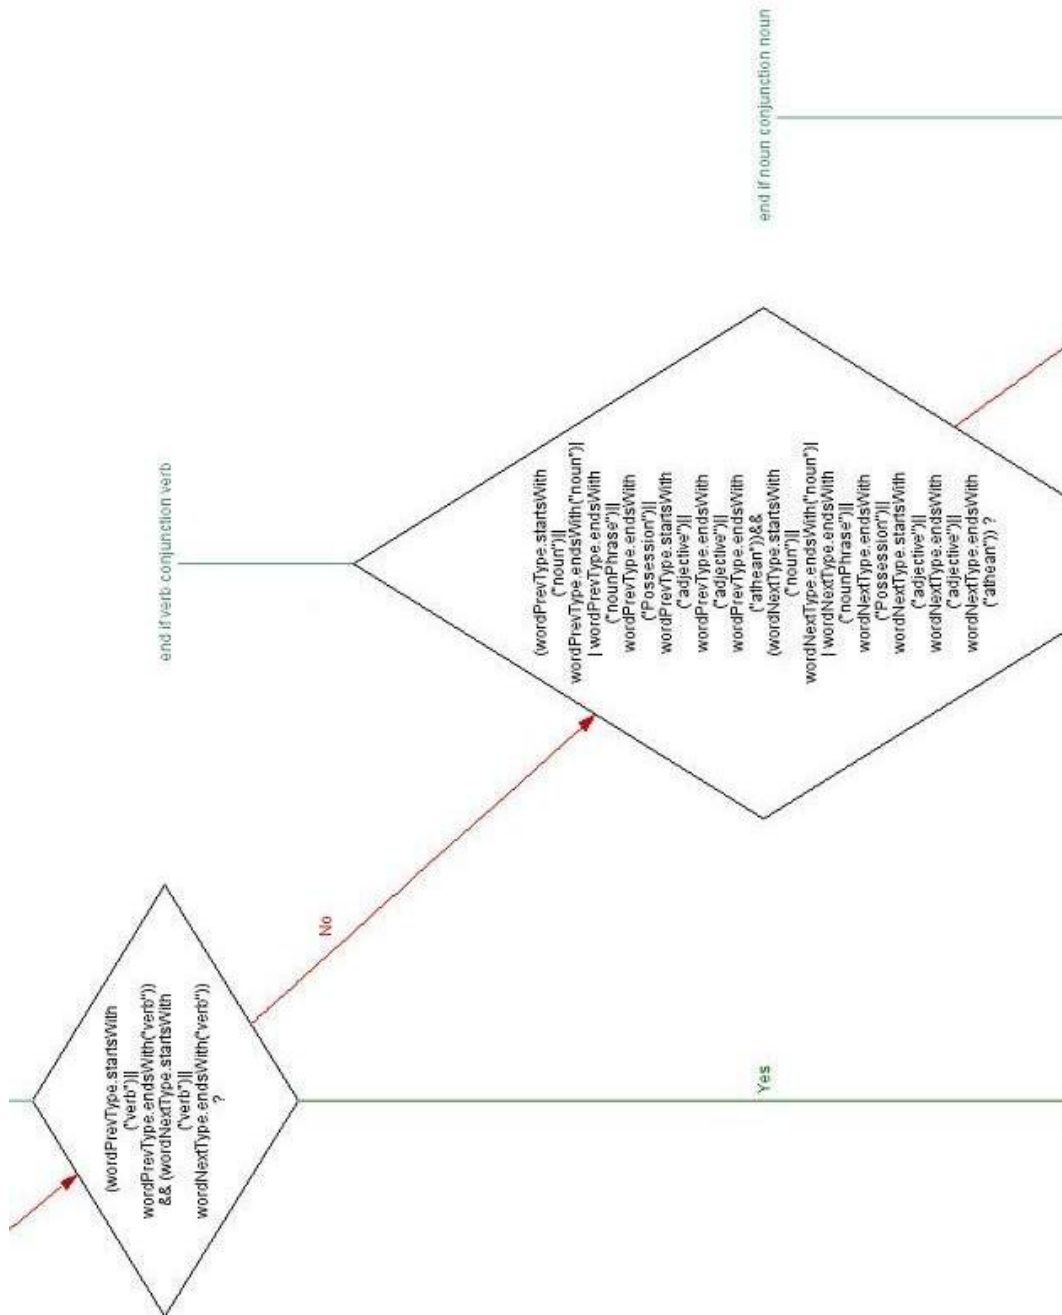 (wordPrevType.startsWith
("verb")||
wordPrevType.endsWith("verb"))
&& (wordNextType.startsWith
("verb")||
wordNextType.endsWith("verb"))
?
No
Yes
end if verb conjunction verb
(wordPrevType.startsWith
("noun")||
wordPrevType.endsWith("noun")|
| wordPrevType.endsWith
("nounPhrase")||
wordPrevType.endsWith
("Possession")||
wordPrevType.startsWith
("adjective")||
wordPrevType.endsWith
("adjective")||
wordPrevType.endsWith
("athean"))&&
(wordNextType.startsWith
("noun")||
wordNextType.endsWith("noun")|
| wordNextType.endsWith
("nounPhrase")||
wordNextType.endsWith
("Possession")||
wordNextType.startsWith
("adjective")||
wordNextType.endsWith
("adjective")||
wordNextType.endsWith
("athean")) ?
end if noun conjunction noun